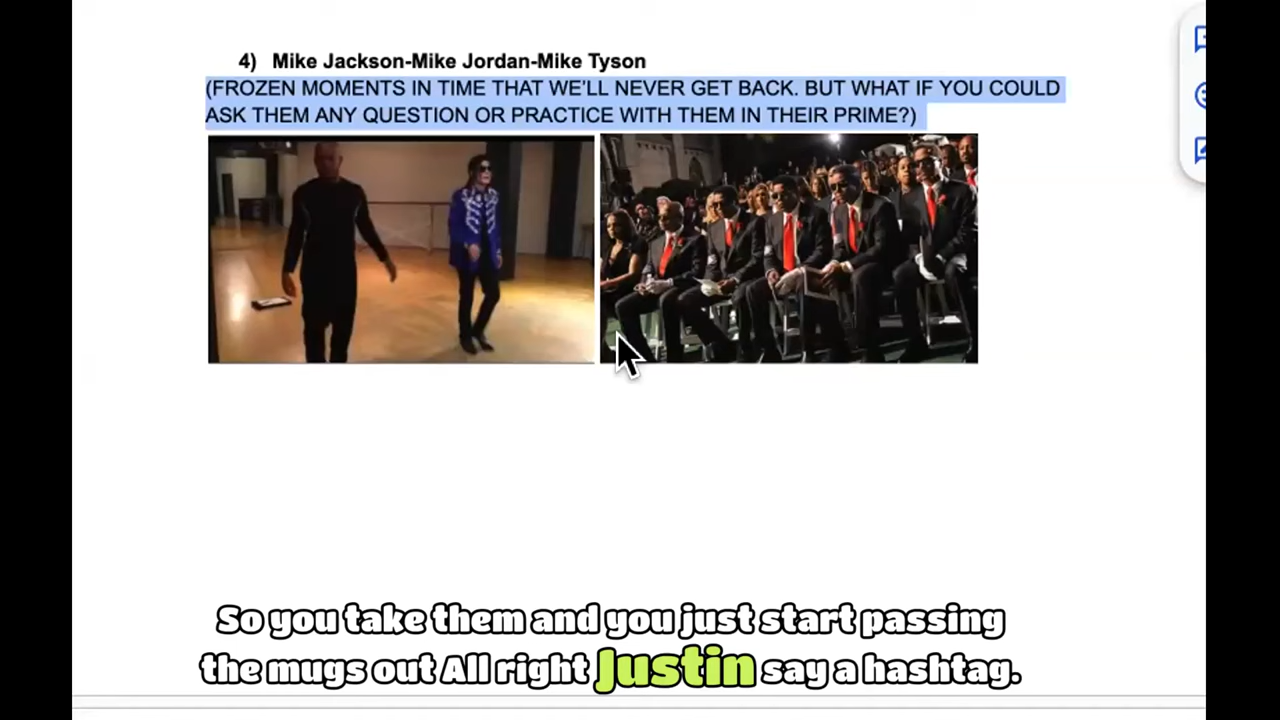 4) Mike Jackson-Mike Jordan-Mike Tyson
(FROZEN MOMENTS IN TIME THAT WE'LL NEVER GET BACK. BUT WHAT IF YOU COULD
ASK THEM ANY QUESTION OR PRACTICE WITH THEM IN THEIR PRIME?)
So you take them and you just start passing
the mugs out All right Justin say a hashtag.